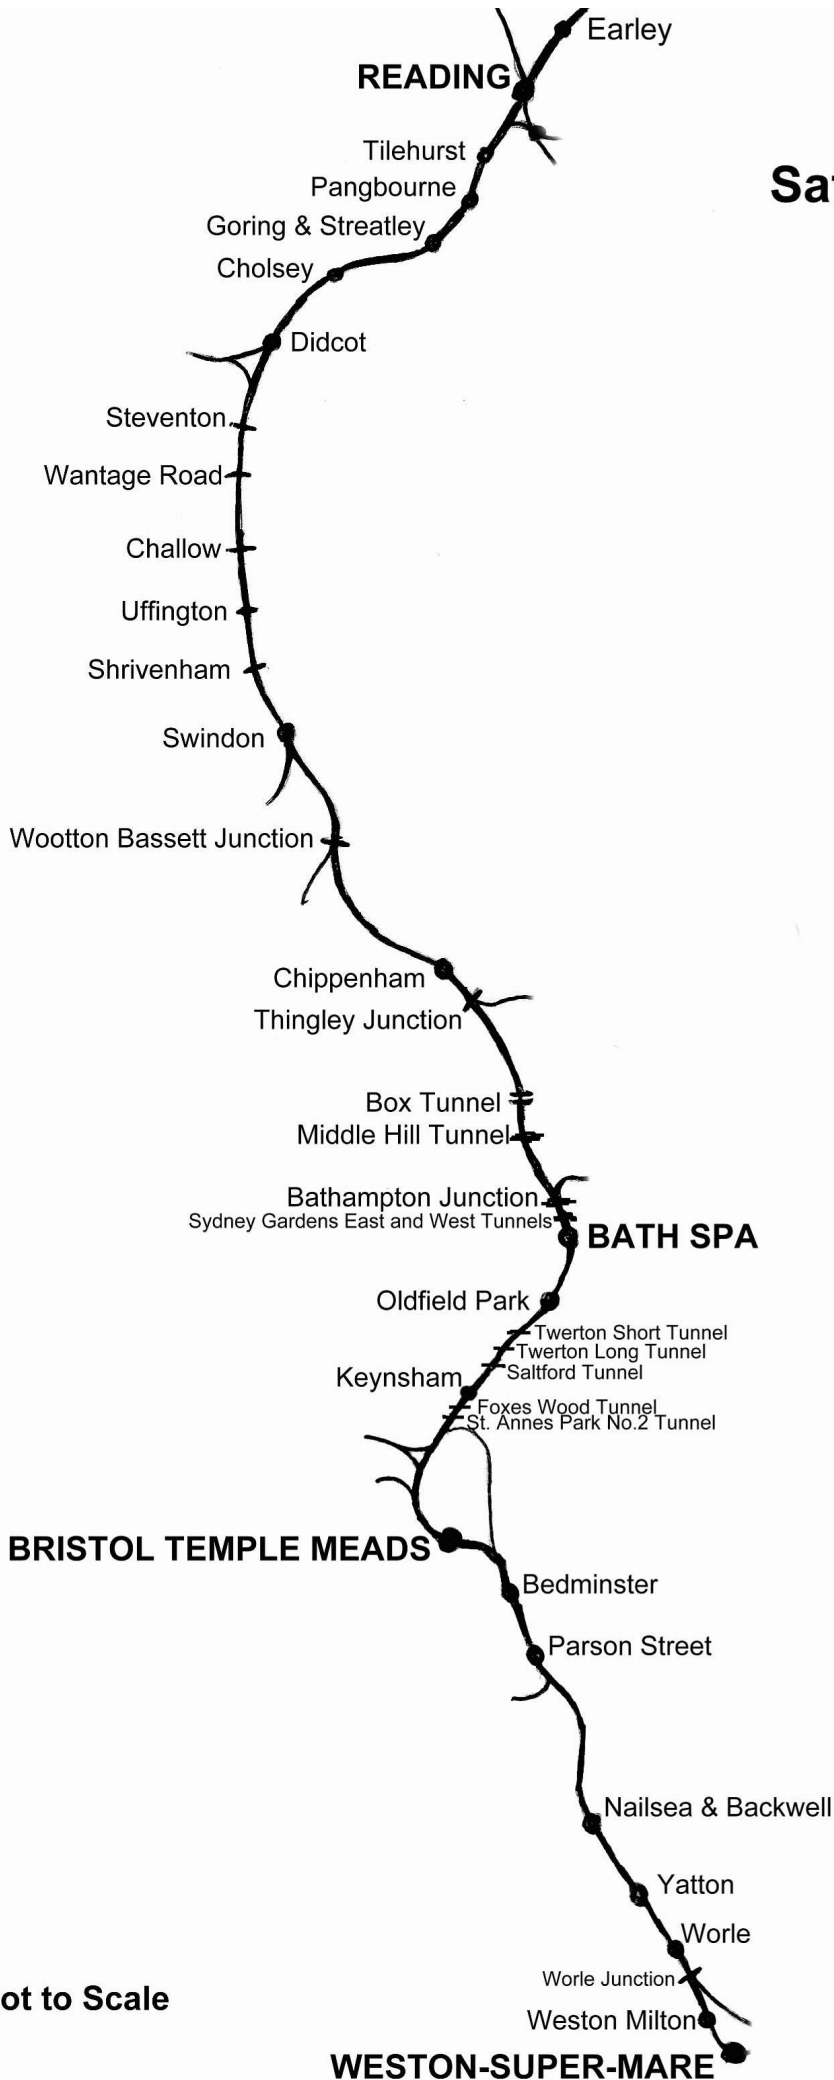 Earley
READING
Tilehurst
Sat
Pangbourne
Goring & Streatley
Cholsey
Didcot
Steventon
Wantage Road
Challow
Uffington
Shrivenham
Swindon
Wootton Bassett Junction
Chippenham
Thingley Junction
Box Tunnel
Middle Hill Tunnel
Bathampton Junction
Sydney Gardens East and West Tunnels
BATH SPA
Oldfield Park
Twerton Short Tunnel
Twerton Long Tunnel
Saltford Tunnel
Keynsham
Foxes Wood Tunnel
St. Annes Park No.2 Tunnel
BRISTOL TEMPLE MEADS
Bedminster
Parson Street
Nailsea & Backwell
Yatton
Worle
Worle Junction
ot to Scale
Weston Milton
WESTON-SUPER-MARE